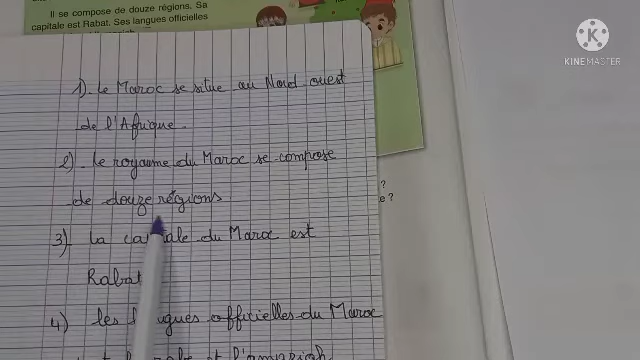 Il se compose de douze régions. Sa
capitale est Rabat. Ses langues officielles
KINEMASTER
1). Le Maroc se situe au Nord ouest
de l'Afrique.
2). Le royaume du Maroc se compose
de douze régions
?
e ?
3) La capitale du Maroc est
Rabat
4) Les langues officielles du Maroc
et l'amazigh